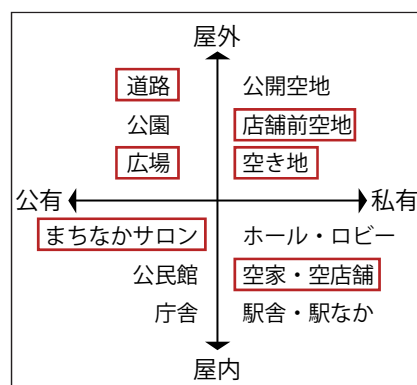 屋外
道路
公開空地
公園
店舗前空地
広場
空き地
公有
私有
まちなかサロン
ホール・ロビー
公民館
空家・空店舗
庁舎
駅舎・駅なか
屋内